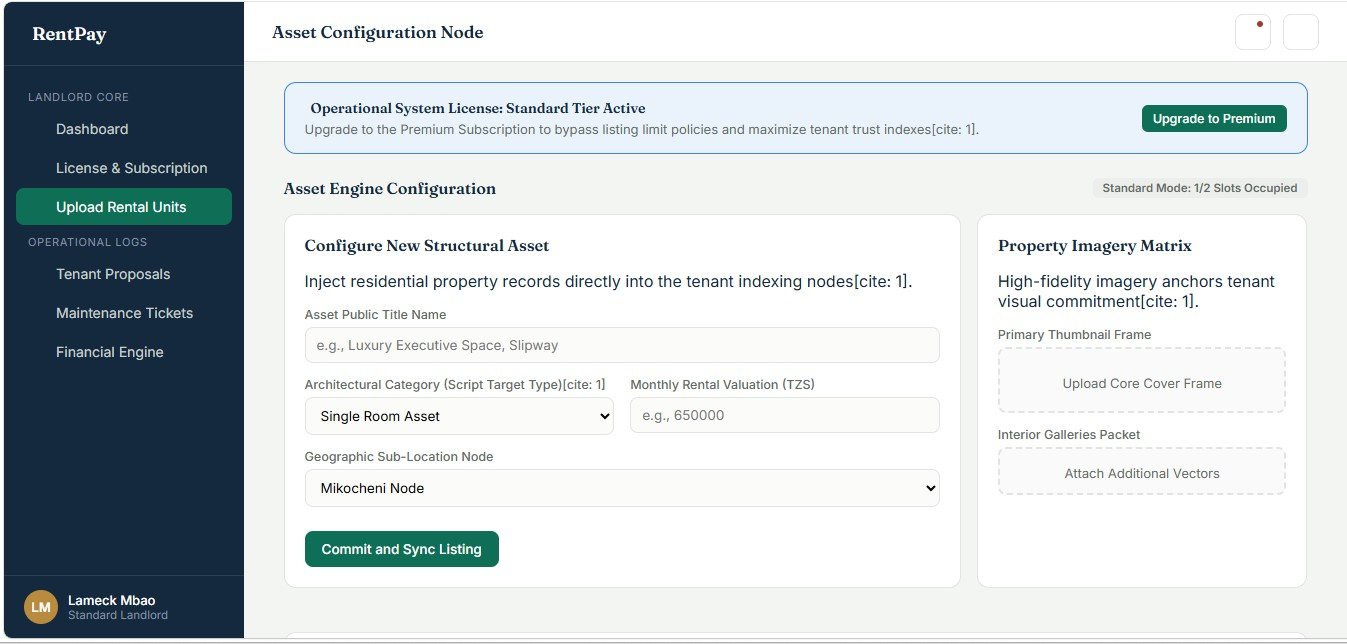 RentPay
LANDLORD CORE
Dashboard
License & Subscription
Upload Rental Units
OPERATIONAL LOGS
Tenant Proposals
Maintenance Tickets
Financial Engine
LM
Lameck Mbao
Standard Landlord
Asset Configuration Node
Operational System License: Standard Tier Active
Upgrade to the Premium Subscription to bypass listing limit policies and maximize tenant trust indexes[cite: 1].
Upgrade to Premium
Asset Engine Configuration
Standard Mode: 1/2 Slots Occupied
Configure New Structural Asset
Inject residential property records directly into the tenant indexing nodes[cite: 1].
Asset Public Title Name
e.g., Luxury Executive Space, Slipway
Architectural Category (Script Target Type)[cite: 1]
Single Room Asset
Monthly Rental Valuation (TZS)
e.g., 650000
Geographic Sub-Location Node
Mikocheni Node
Commit and Sync Listing
Property Imagery Matrix
High-fidelity imagery anchors tenant
visual commitment[cite: 1].
Primary Thumbnail Frame
Upload Core Cover Frame
Interior Galleries Packet
Attach Additional Vectors